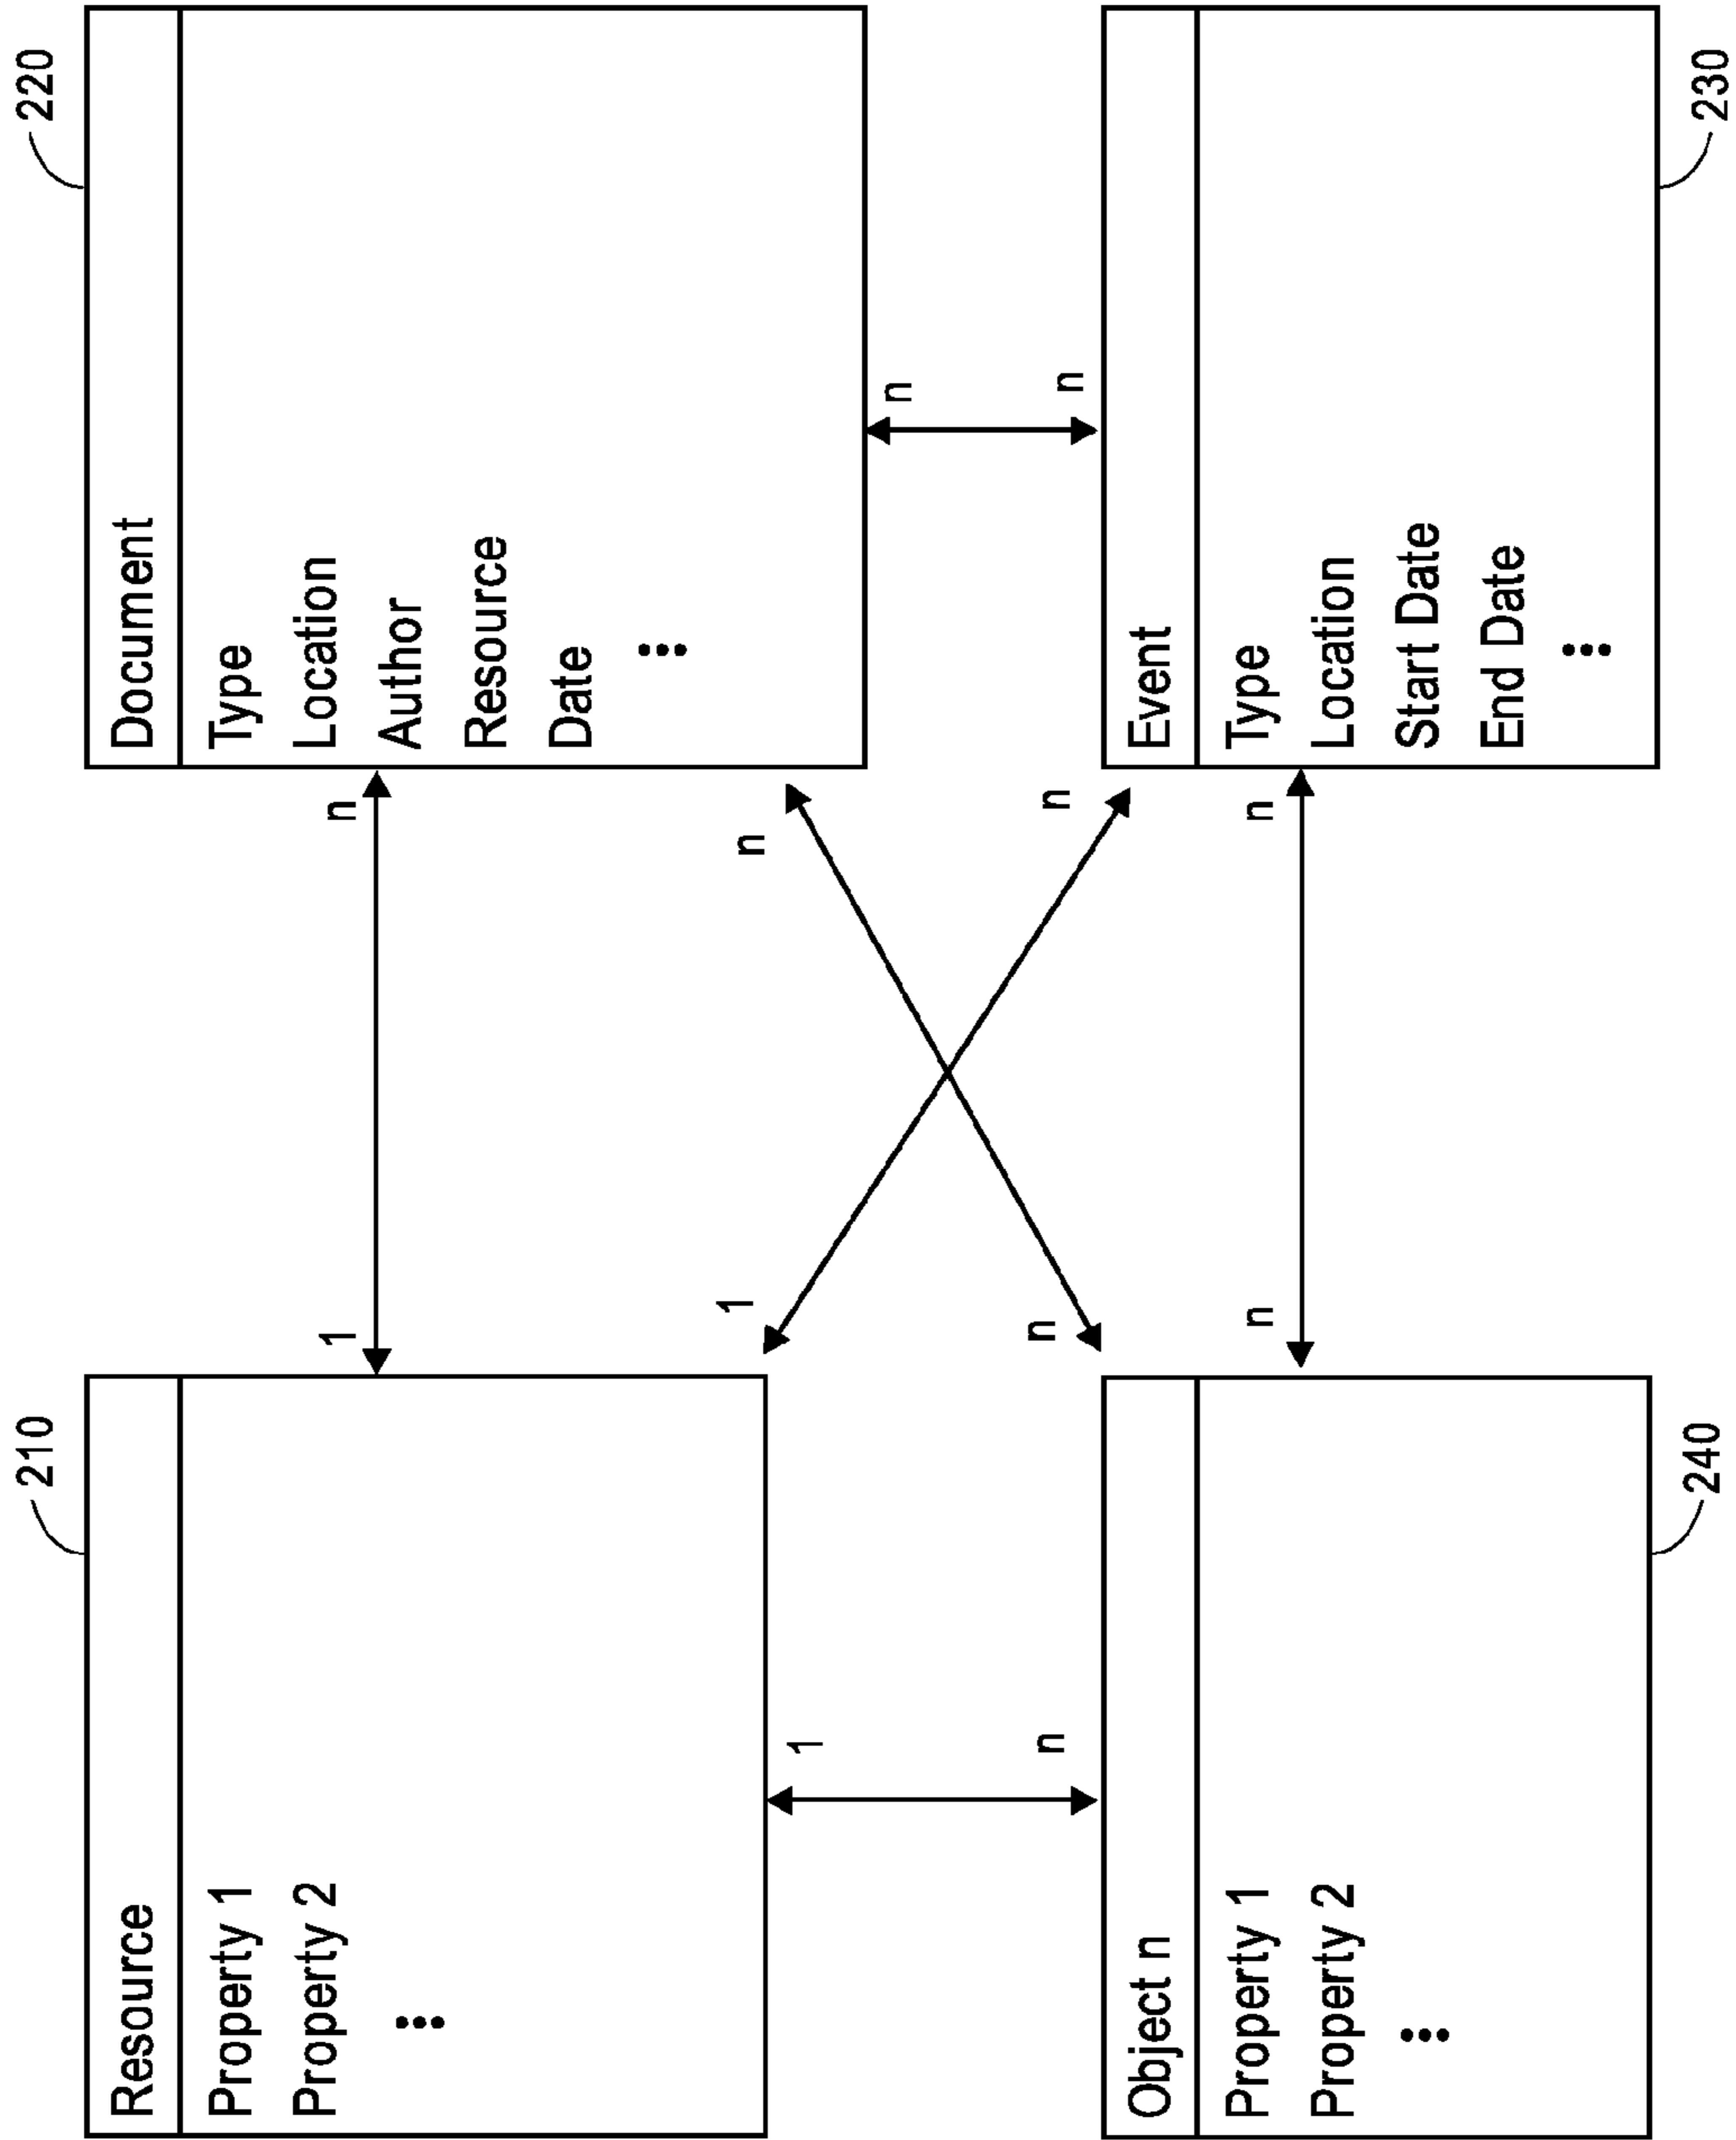 210
220
Resource
Property 1
Property 2
...
1
n
Document
Type
Location
Author
Resource
Date
...
1
n
1
n
n
n
n
n
Object n
Property 1
Property 2
...
n
n
Event
Type
Location
Start Date
End Date
...
240
230